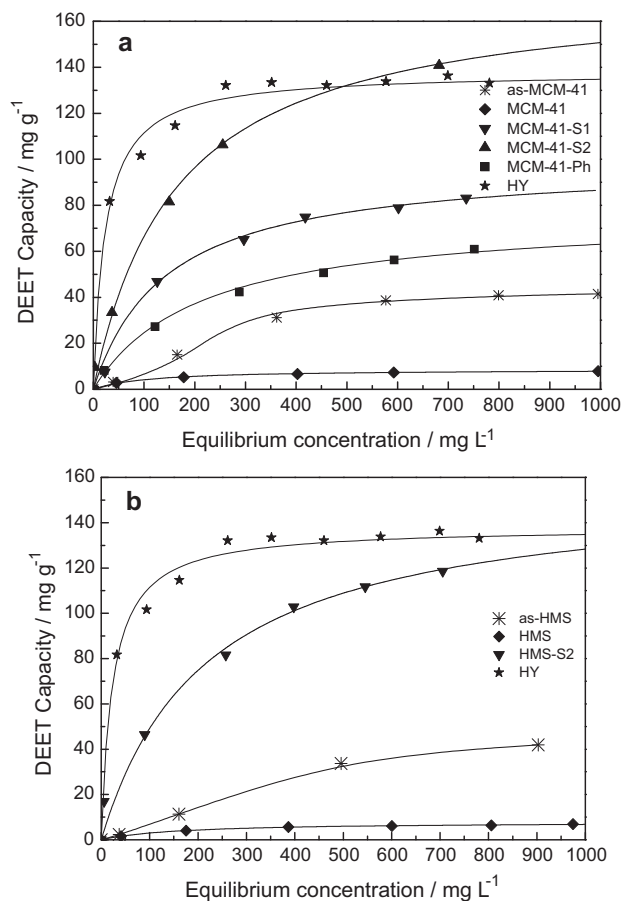 a
160
140
120
100
80
60
40
20
0
DEET Capacity / mg g-1
as-MCM-41
MCM-41
MCM-41-S1
MCM-41-S2
MCM-41-Ph
HY
0 100 200 300 400 500 600 700 800 900 1000
Equilibrium concentration / mg L-1
b
160
140
120
100
80
60
40
20
0
DEET Capacity / mg g-1
as-HMS
HMS
HMS-S2
HY
0 100 200 300 400 500 600 700 800 900 1000
Equilibrium concentration / mg L-1